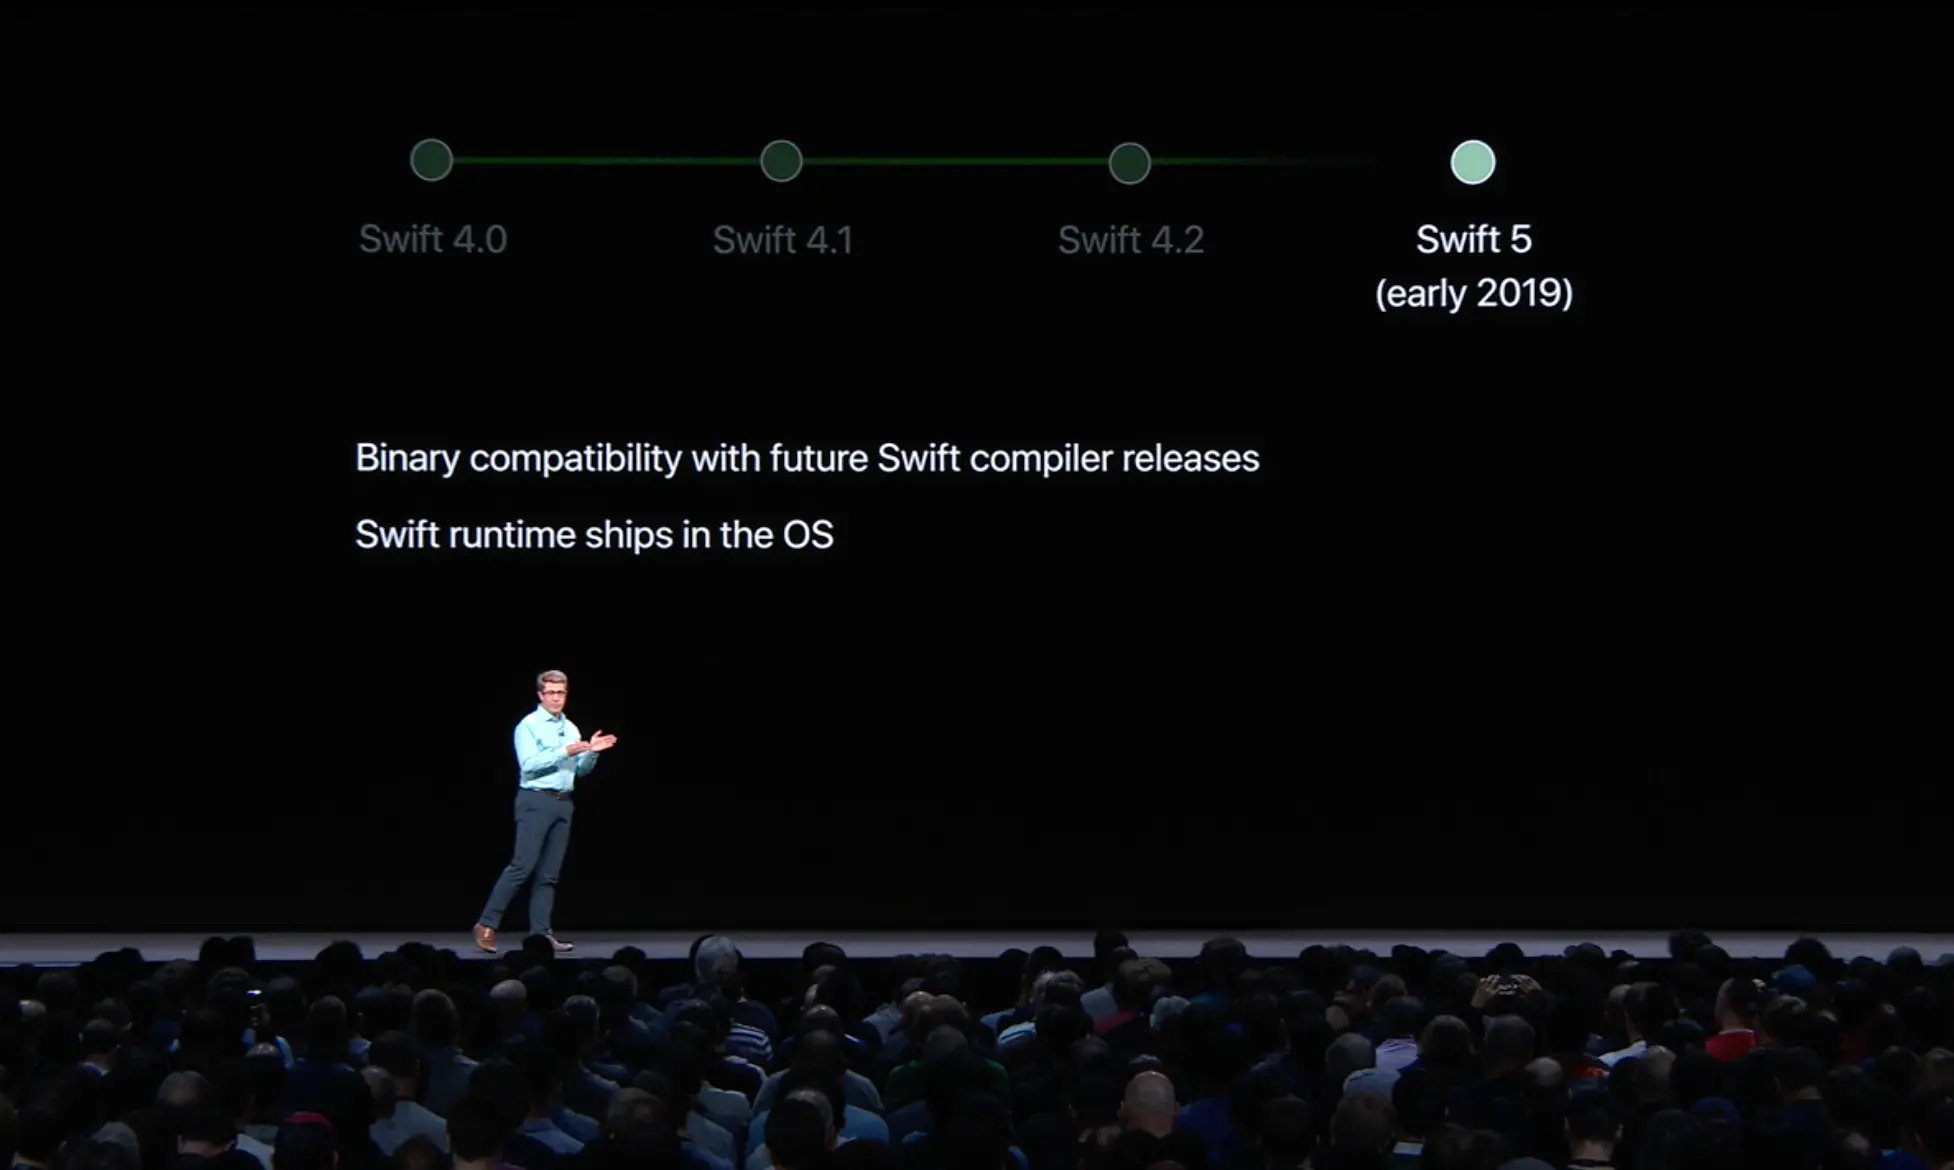 Swift 4.0
Swift 4.1
Swift 4.2
Swift 5
(early 2019)
Binary compatibility with future Swift compiler releases
Swift runtime ships in the OS